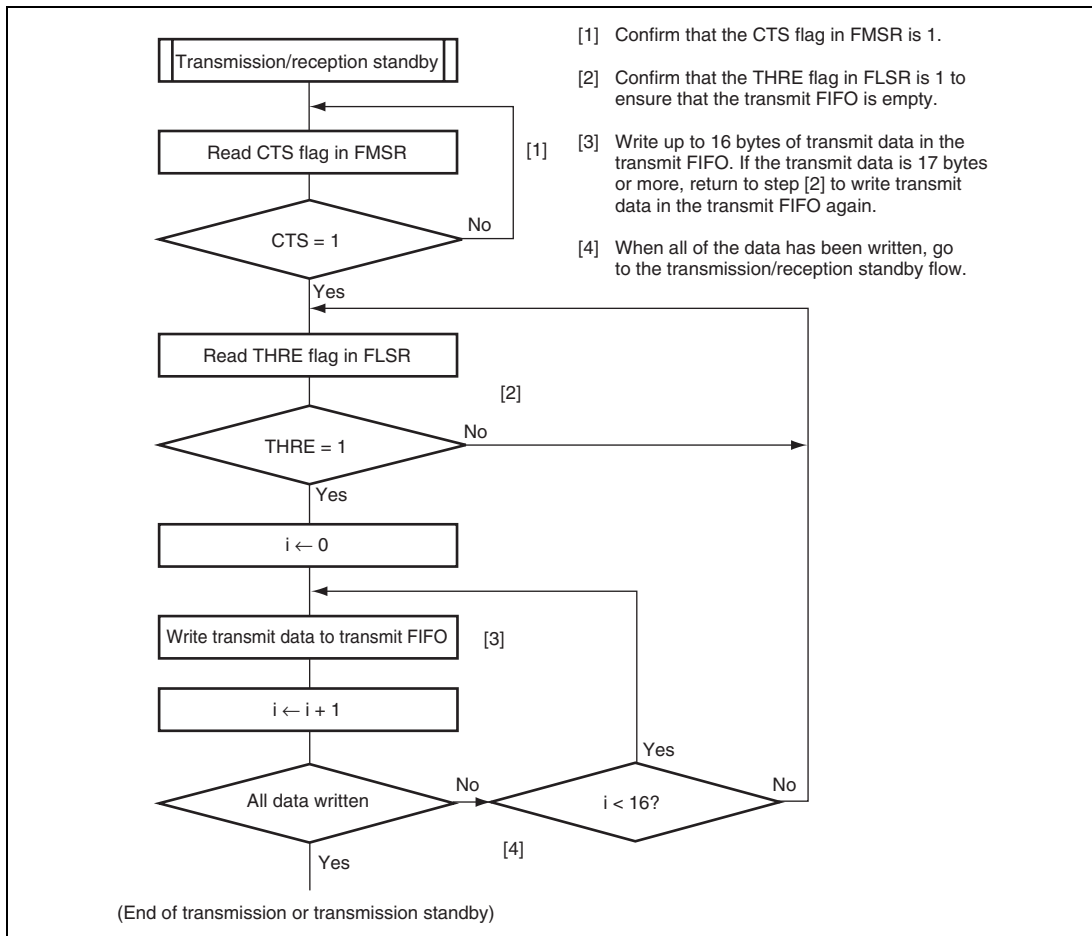 Transmission/reception standby
Read CTS flag in FMSR
[1]
CTS = 1
No
Yes
Read THRE flag in FLSR
[2]
THRE = 1
No
Yes
i ← 0
Write transmit data to transmit FIFO
[3]
i ← i + 1
Yes
All data written
No
i < 16?
No
[4]
Yes
(End of transmission or transmission standby)
[1] Confirm that the CTS flag in FMSR is 1.
[2] Confirm that the THRE flag in FLSR is 1 to
ensure that the transmit FIFO is empty.
[3] Write up to 16 bytes of transmit data in the
transmit FIFO. If the transmit data is 17 bytes
or more, return to step [2] to write transmit
data in the transmit FIFO again.
[4] When all of the data has been written, go
to the transmission/reception standby flow.